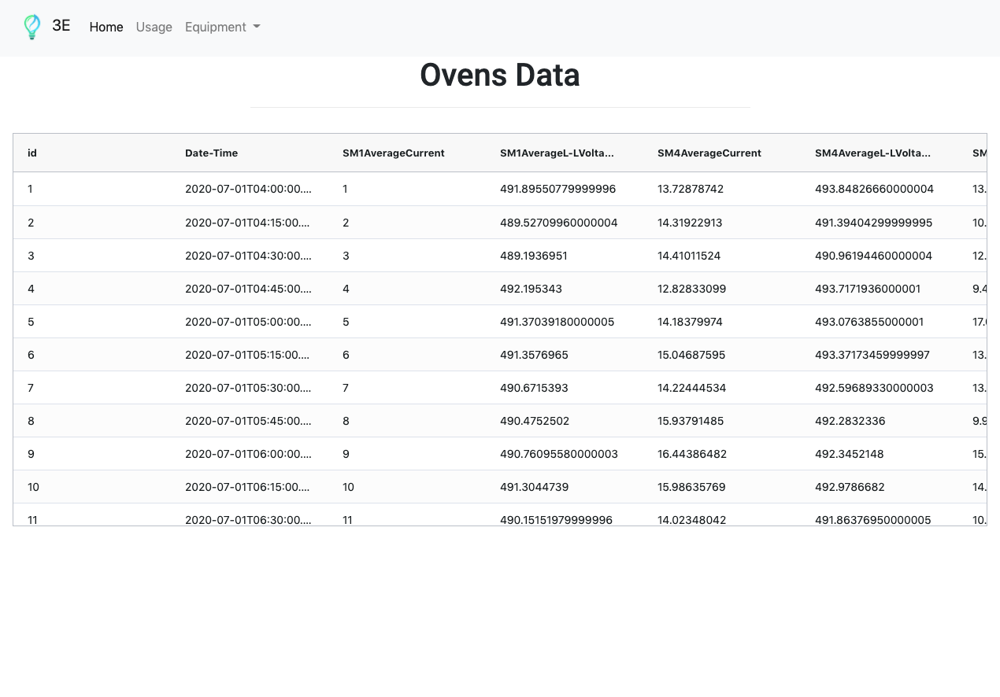 3E Home Usage Equipment
Ovens Data
id Date-Time SM1AverageCurrent SM1AverageL-LVolta... SM4AverageCurrent SM4AverageL-LVolta... SM
1 2020-07-01T04:00:00.... 1 491.89550779999996 13.72878742 493.84826660000004 13.
2 2020-07-01T04:15:00.... 2 489.52709960000004 14.31922913 491.39404299999995 10.
3 2020-07-01T04:30:00.... 3 489.1936951 14.41011524 490.96194460000004 12.
4 2020-07-01T04:45:00.... 4 492.195343 12.82833099 493.7171936000001 9.4
5 2020-07-01T05:00:00.... 5 491.37039180000005 14.18379974 493.0763855000001 17.
6 2020-07-01T05:15:00.... 6 491.3576965 15.04687595 493.37173459999997 13.
7 2020-07-01T05:30:00.... 7 490.6715393 14.22444534 492.59689330000003 13.
8 2020-07-01T05:45:00.... 8 490.4752502 15.93791485 492.2832336 9.9
9 2020-07-01T06:00:00.... 9 490.76095580000003 16.44386482 492.3452148 15.
10 2020-07-01T06:15:00.... 10 491.3044739 15.98635769 492.9786682 14.
11 2020-07-01T06:30:00.... 11 490.15151979999996 14.02348042 491.86376950000005 10.